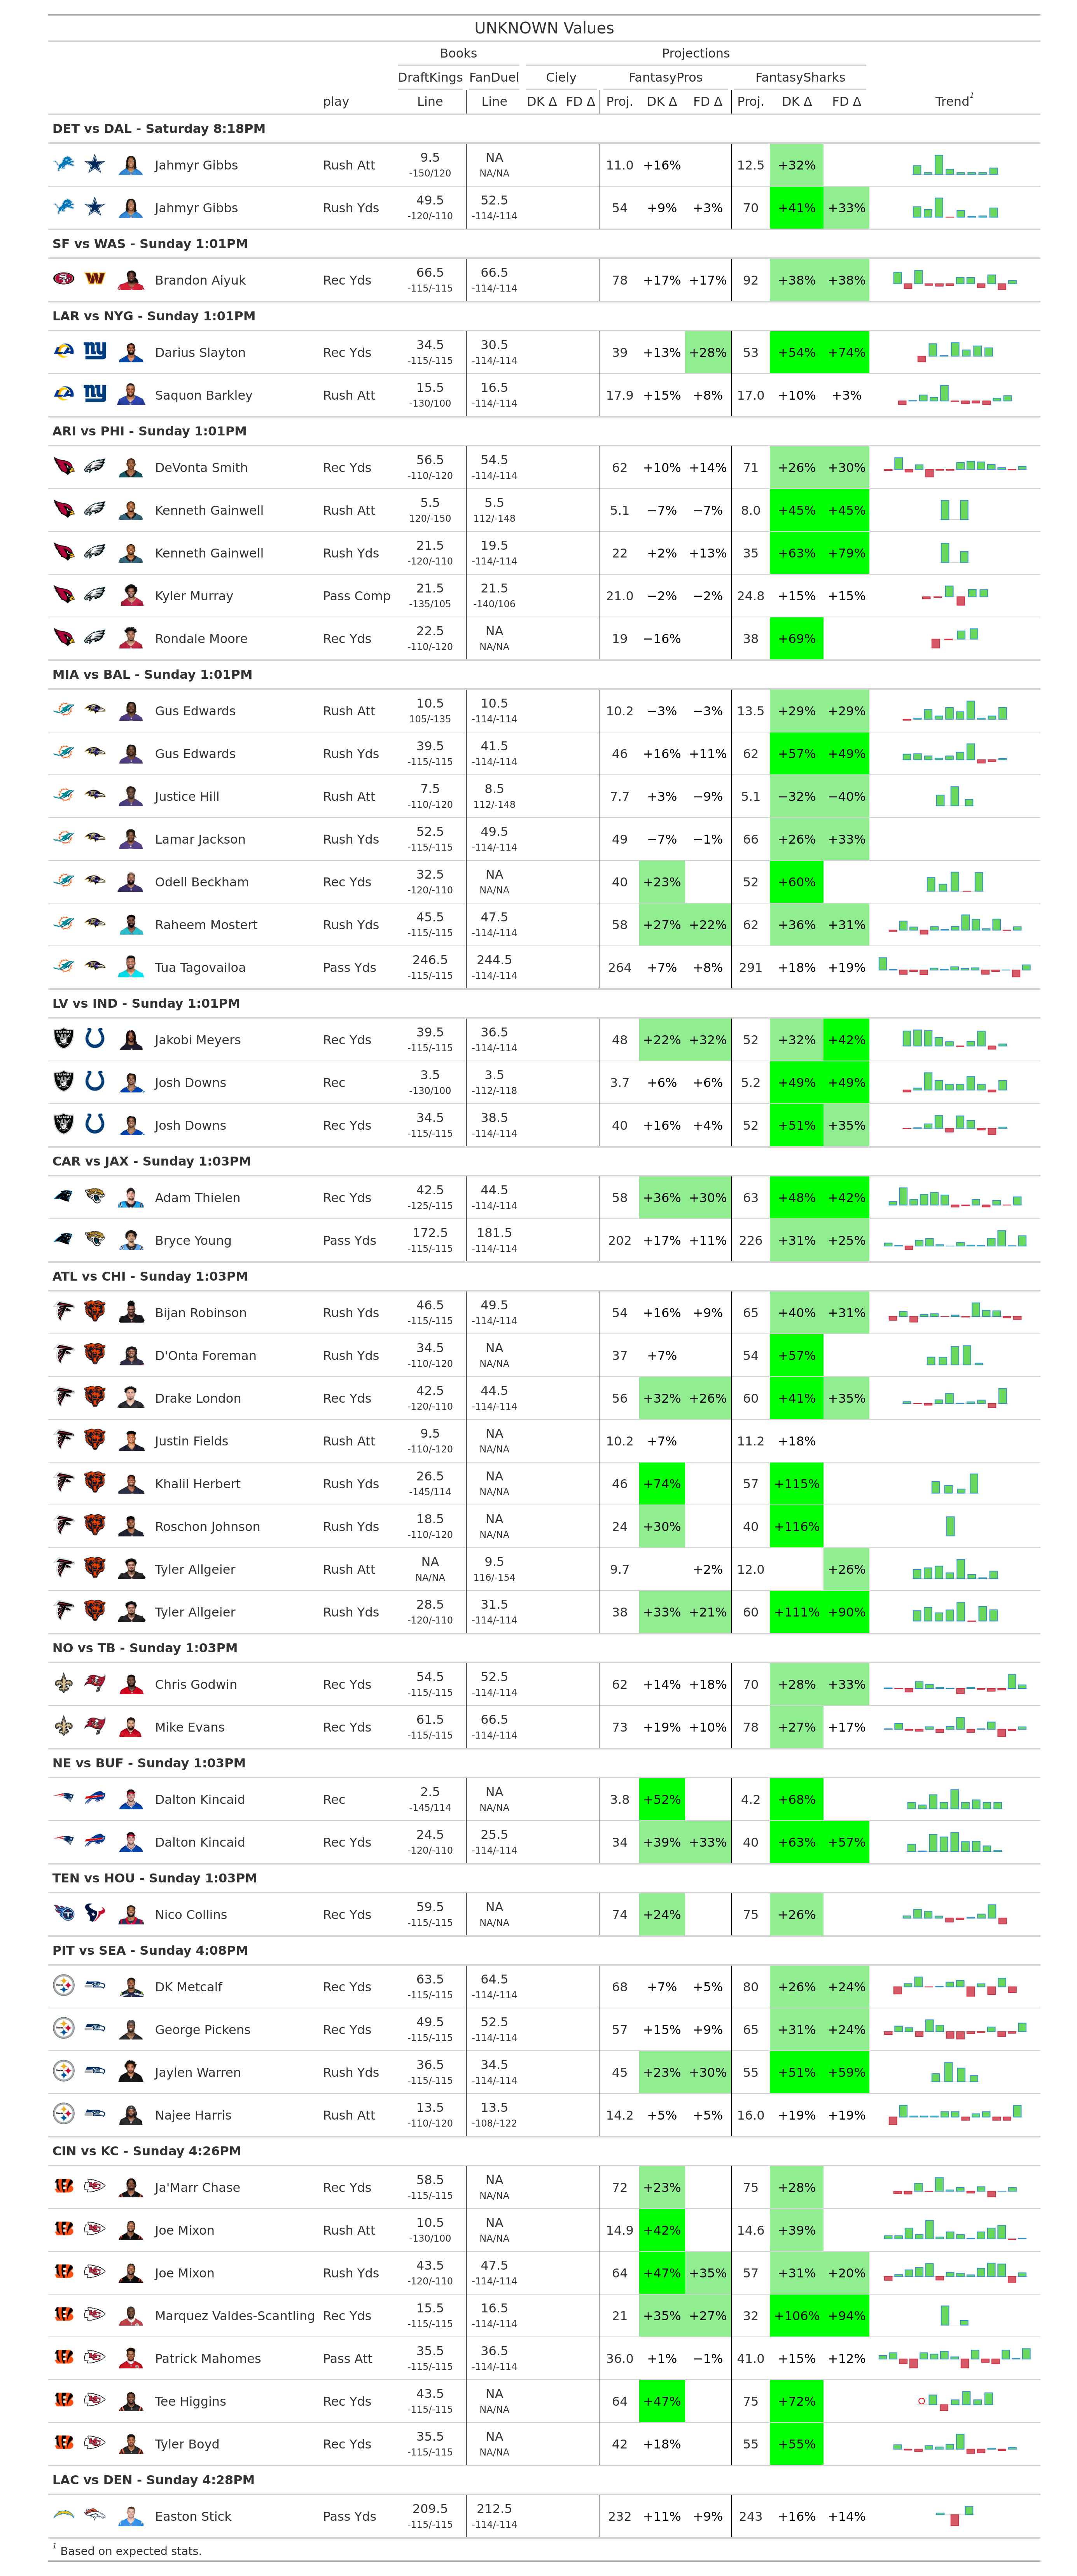 UNKNOWN Values
Books Projections
DraftKings FanDuel Ciely FantasyPros FantasySharks
play Line Line DK Δ FD Δ Proj. DK Δ FD Δ Proj. DK Δ FD Δ Trend1
DET vs DAL - Saturday 8:18PM
Jahmyr Gibbs Rush Att 9.5 NA 11.0 +16% 12.5 +32%
-150/120 NA/NA
Jahmyr Gibbs Rush Yds 49.5 52.5 54 +9% +3% 70 +41% +33%
-120/-110 -114/-114
SF vs WAS - Sunday 1:01PM
Brandon Aiyuk Rec Yds 66.5 66.5 78 +17% +17% 92 +38% +38%
-115/-115 -114/-114
LAR vs NYG - Sunday 1:01PM
Darius Slayton Rec Yds 34.5 30.5 39 +13% +28% 53 +54% +74%
-115/-115 -114/-114
Saquon Barkley Rush Att 15.5 16.5 17.9 +15% +8% 17.0 +10% +3%
-130/100 -114/-114
ARI vs PHI - Sunday 1:01PM
DeVonta Smith Rec Yds 56.5 54.5 62 +10% +14% 71 +26% +30%
-110/-120 -114/-114
Kenneth Gainwell Rush Att 5.5 5.5 5.1 −7% −7% 8.0 +45% +45%
120/-150 112/-148
Kenneth Gainwell Rush Yds 21.5 19.5 22 +2% +13% 35 +63% +79%
-120/-110 -114/-114
Kyler Murray Pass Comp 21.5 21.5 21.0 −2% −2% 24.8 +15% +15%
-135/105 -140/106
Rondale Moore Rec Yds 22.5 NA 19 −16% 38 +69%
-110/-120 NA/NA
MIA vs BAL - Sunday 1:01PM
Gus Edwards Rush Att 10.5 10.5 10.2 −3% −3% 13.5 +29% +29%
105/-135 -114/-114
Gus Edwards Rush Yds 39.5 41.5 46 +16% +11% 62 +57% +49%
-115/-115 -114/-114
Justice Hill Rush Att 7.5 8.5 7.7 +3% −9% 5.1 −32% −40%
-110/-120 112/-148
Lamar Jackson Rush Yds 52.5 49.5 49 −7% −1% 66 +26% +33%
-115/-115 -114/-114
Odell Beckham Rec Yds 32.5 NA 40 +23% 52 +60%
-120/-110 NA/NA
Raheem Mostert Rush Yds 45.5 47.5 58 +27% +22% 62 +36% +31%
-115/-115 -114/-114
Tua Tagovailoa Pass Yds 246.5 244.5 264 +7% +8% 291 +18% +19%
-115/-115 -114/-114
LV vs IND - Sunday 1:01PM
Jakobi Meyers Rec Yds 39.5 36.5 48 +22% +32% 52 +32% +42%
-115/-115 -114/-114
Josh Downs Rec 3.5 3.5 3.7 +6% +6% 5.2 +49% +49%
-130/100 -112/-118
Josh Downs Rec Yds 34.5 38.5 40 +16% +4% 52 +51% +35%
-115/-115 -114/-114
CAR vs JAX - Sunday 1:03PM
Adam Thielen Rec Yds 42.5 44.5 58 +36% +30% 63 +48% +42%
-125/-115 -114/-114
Bryce Young Pass Yds 172.5 181.5 202 +17% +11% 226 +31% +25%
-115/-115 -114/-114
ATL vs CHI - Sunday 1:03PM
Bijan Robinson Rush Yds 46.5 49.5 54 +16% +9% 65 +40% +31%
-115/-115 -114/-114
D'Onta Foreman Rush Yds 34.5 NA 37 +7% 54 +57%
-110/-120 NA/NA
Drake London Rec Yds 42.5 44.5 56 +32% +26% 60 +41% +35%
-120/-110 -114/-114
Justin Fields Rush Att 9.5 NA 10.2 +7% 11.2 +18%
-110/-120 NA/NA
Khalil Herbert Rush Yds 26.5 NA 46 +74% 57 +115%
-145/114 NA/NA
Roschon Johnson Rush Yds 18.5 NA 24 +30% 40 +116%
-110/-120 NA/NA
Tyler Allgeier Rush Att NA 9.5 9.7 +2% 12.0 +26%
NA/NA 116/-154
Tyler Allgeier Rush Yds 28.5 31.5 38 +33% +21% 60 +111% +90%
-120/-110 -114/-114
NO vs TB - Sunday 1:03PM
Chris Godwin Rec Yds 54.5 52.5 62 +14% +18% 70 +28% +33%
-115/-115 -114/-114
Mike Evans Rec Yds 61.5 66.5 73 +19% +10% 78 +27% +17%
-115/-115 -114/-114
NE vs BUF - Sunday 1:03PM
Dalton Kincaid Rec 2.5 NA 3.8 +52% 4.2 +68%
-145/114 NA/NA
Dalton Kincaid Rec Yds 24.5 25.5 34 +39% +33% 40 +63% +57%
-120/-110 -114/-114
TEN vs HOU - Sunday 1:03PM
Nico Collins Rec Yds 59.5 NA 74 +24% 75 +26%
-115/-115 NA/NA
PIT vs SEA - Sunday 4:08PM
DK Metcalf Rec Yds 63.5 64.5 68 +7% +5% 80 +26% +24%
-115/-115 -114/-114
George Pickens Rec Yds 49.5 52.5 57 +15% +9% 65 +31% +24%
-115/-115 -114/-114
Jaylen Warren Rush Yds 36.5 34.5 45 +23% +30% 55 +51% +59%
-115/-115 -114/-114
Najee Harris Rush Att 13.5 13.5 14.2 +5% +5% 16.0 +19% +19%
-110/-120 -108/-122
CIN vs KC - Sunday 4:26PM
Ja'Marr Chase Rec Yds 58.5 NA 72 +23% 75 +28%
-115/-115 NA/NA
Joe Mixon Rush Att 10.5 NA 14.9 +42% 14.6 +39%
-130/100 NA/NA
Joe Mixon Rush Yds 43.5 47.5 64 +47% +35% 57 +31% +20%
-120/-110 -114/-114
Marquez Valdes-Scantling Rec Yds 15.5 16.5 21 +35% +27% 32 +106% +94%
-115/-115 -114/-114
Patrick Mahomes Pass Att 35.5 36.5 36.0 +1% −1% 41.0 +15% +12%
-115/-115 -114/-114
Tee Higgins Rec Yds 43.5 NA 64 +47% 75 +72%
-115/-115 NA/NA
Tyler Boyd Rec Yds 35.5 NA 42 +18% 55 +55%
-115/-115 NA/NA
LAC vs DEN - Sunday 4:28PM
Easton Stick Pass Yds 209.5 212.5 232 +11% +9% 243 +16% +14%
-115/-115 -114/-114
1 Based on expected stats.